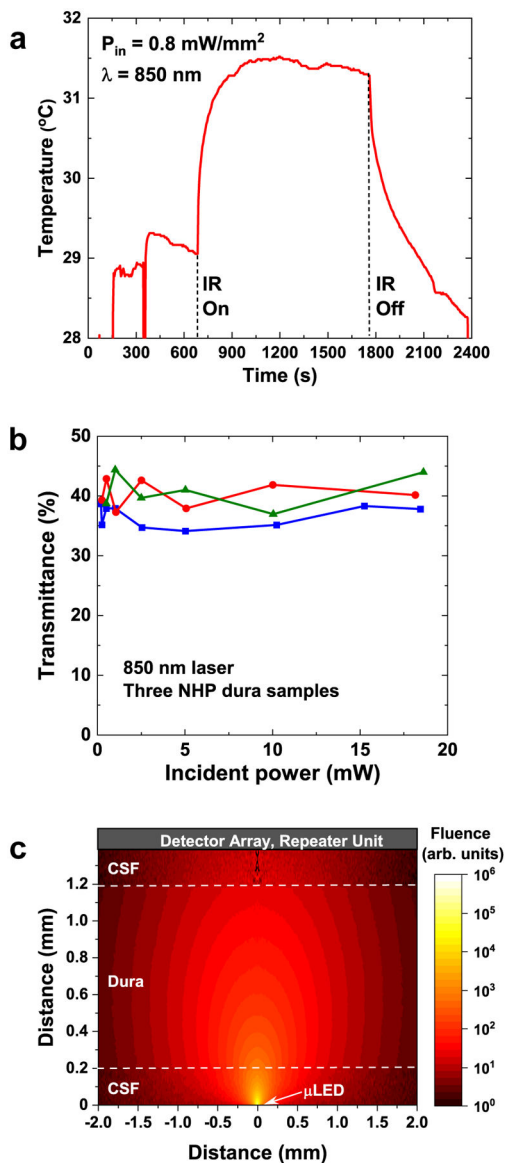 a
P_in = 0.8 mW/mm²
λ = 850 nm
Temperature (ºC)
32
31
30
29
28
IR
On
IR
Off
0 300 600 900 1200 1500 1800 2100 2400
Time (s)
b
Transmittance (%)
50
40
30
20
10
0
850 nm laser
Three NHP dura samples
0 5 10 15 20
Incident power (mW)
c
Detector Array, Repeater Unit
Fluence
(arb. units)
CSF
Dura
CSF
μLED
Distance (mm)
1.2
1.0
0.8
0.6
0.4
0.2
0
-2.0 -1.5 -1.0 -0.5 0 0.5 1.0 1.5 2.0
Distance (mm)
10⁶
10⁵
10⁴
10³
10²
10¹
10⁰